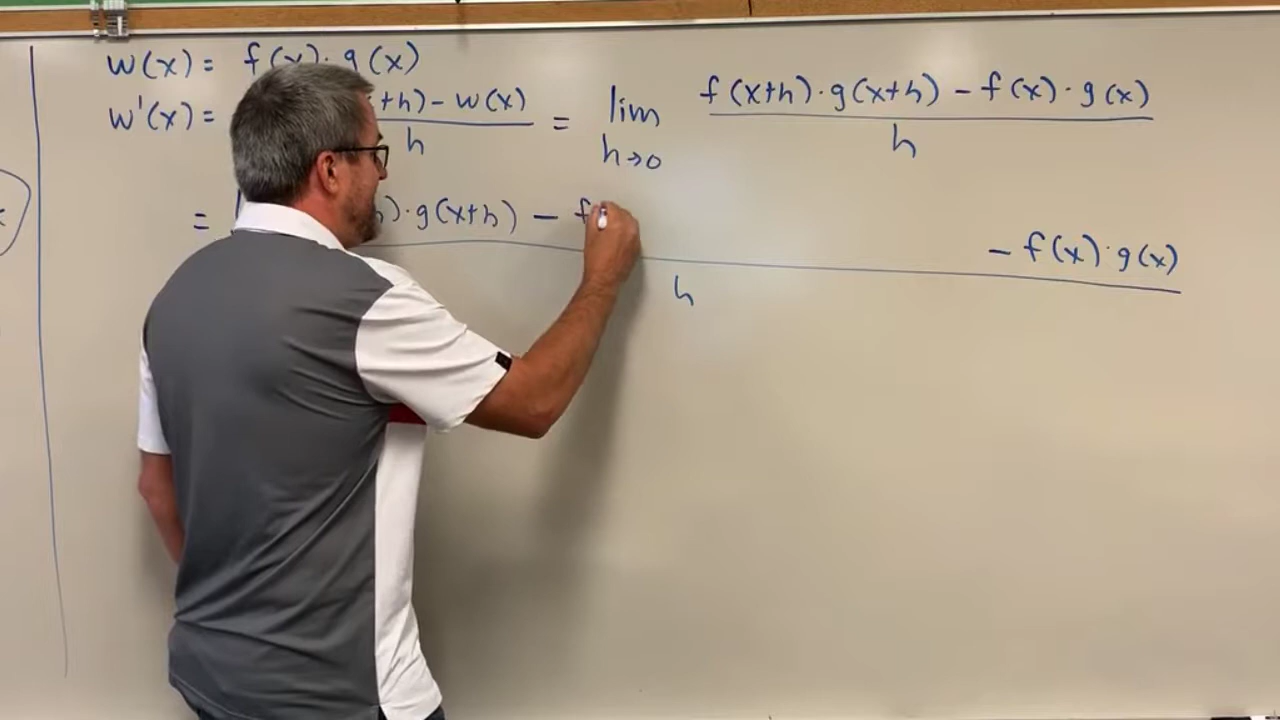 w(x) = f(x)· g(x)
w'(x) = +h) - w(x) / h = lim h→0 f(x+h)·g(x+h) - f(x)·g(x) / h
= h)·g(x+h) - f - f(x)·g(x) / h